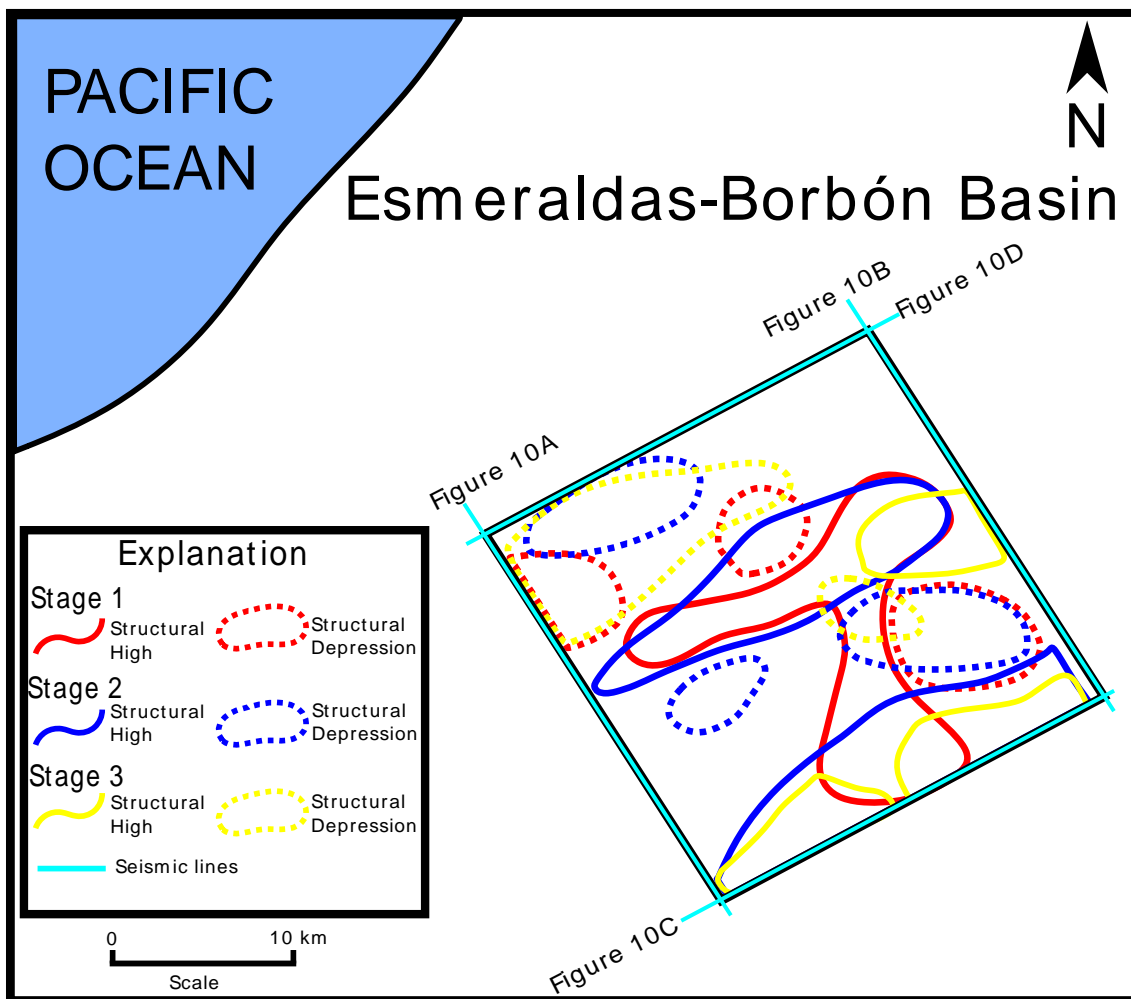 PACIFIC
OCEAN
N
Esmeraldas-Borbón Basin
Figure 10B
Figure 10D
Figure 10A
Explanation
Stage 1
Structural
High
Structural
Depression
Stage 2
Structural
High
Structural
Depression
Stage 3
Structural
High
Structural
Depression
Seismic lines
Figure 10C
0 10 km
Scale